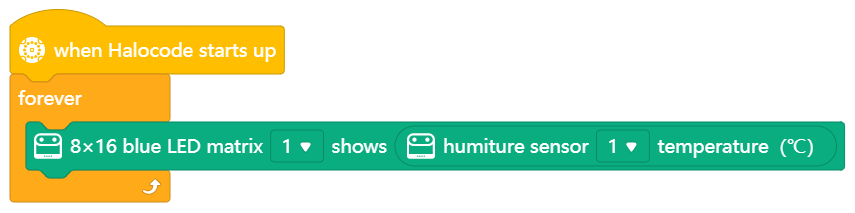 when Halocode starts up
forever
8×16 blue LED matrix 1 ▼ shows humiture sensor 1 ▼ temperature (℃)